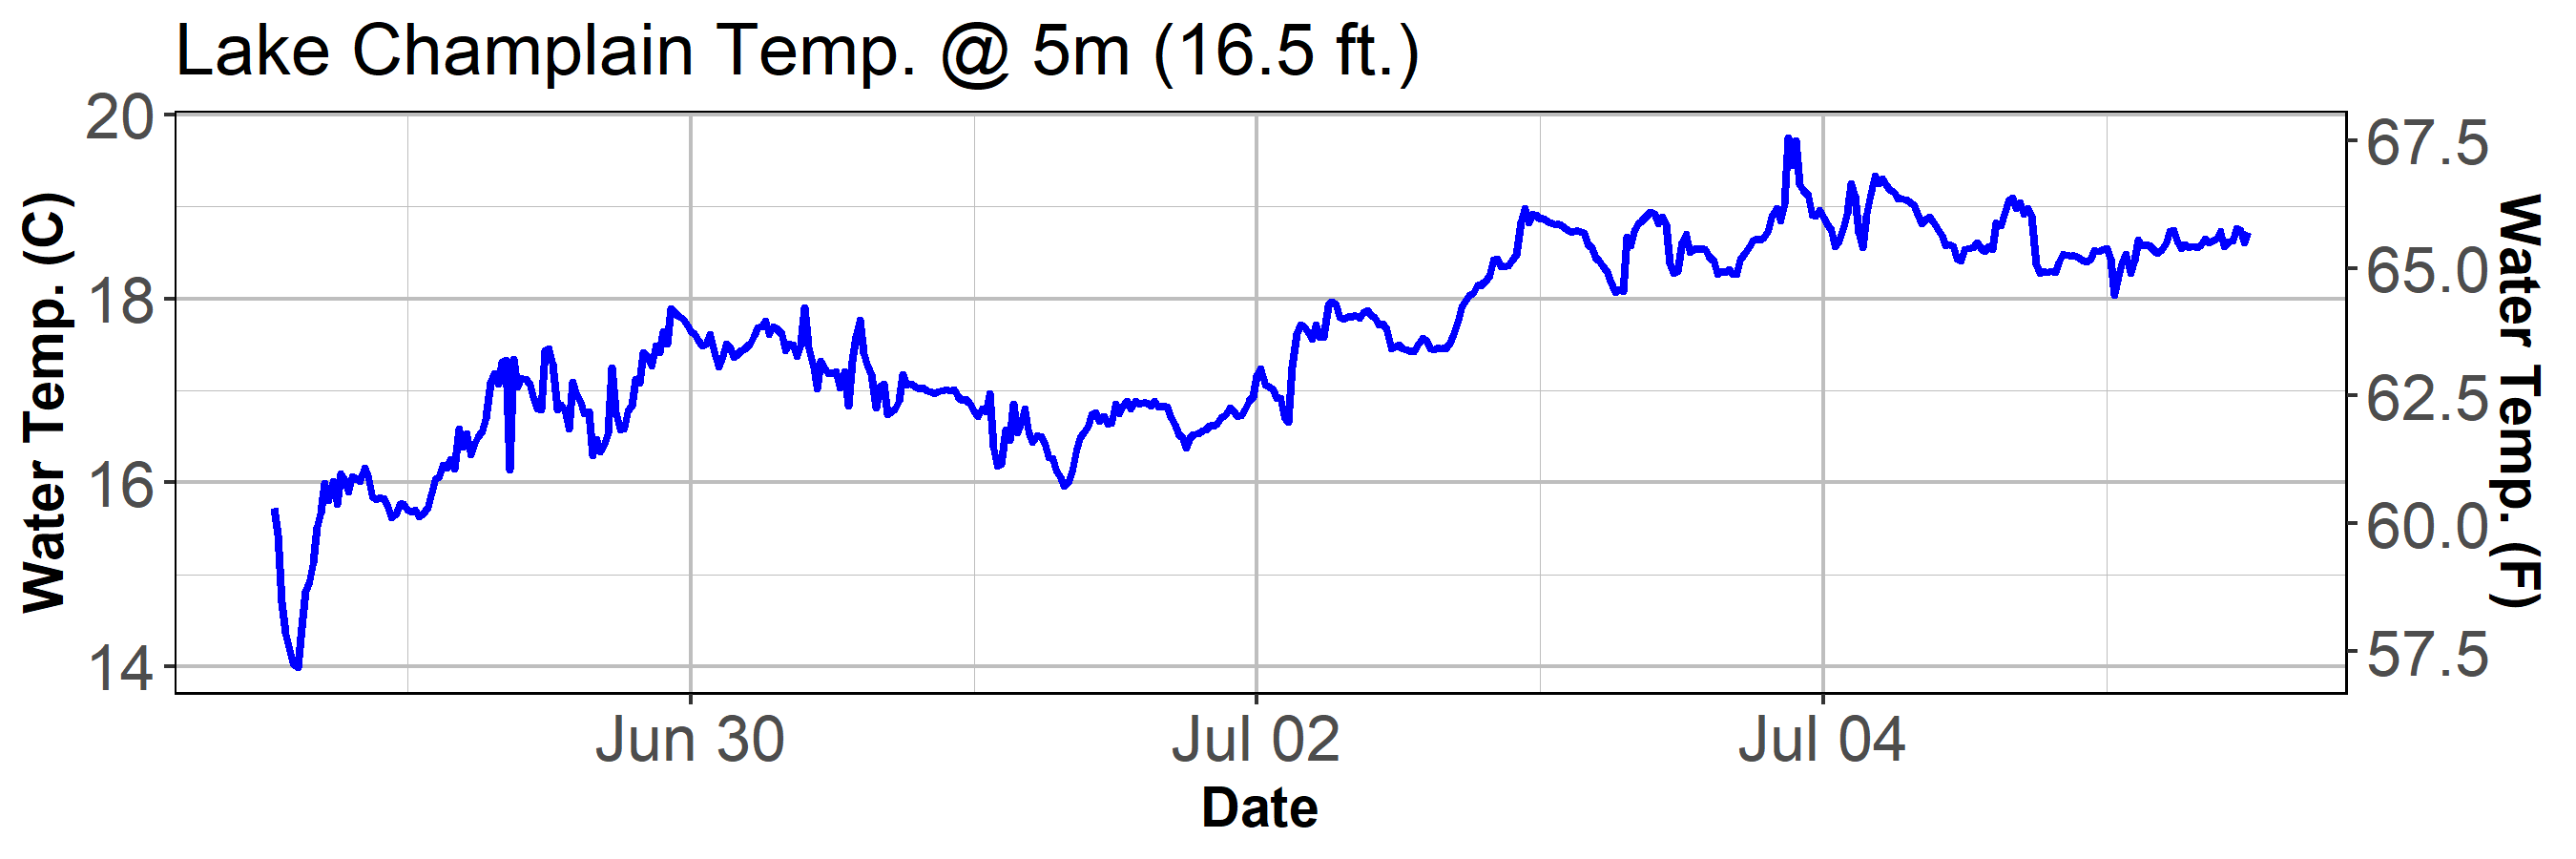 Lake Champlain Temp. @ 5m (16.5 ft.)
Water Temp. (C)
20
18
16
14
67.5
65.0
62.5
60.0
57.5
Water Temp. (F)
Jun 30
Jul 02
Jul 04
Date